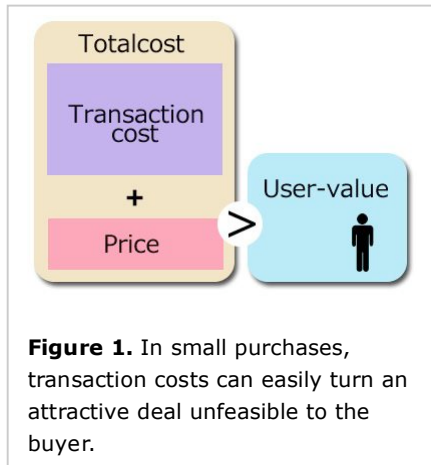 Totalcost
Transaction
cost
+
Price
>
User-value
Figure 1. In small purchases,
transaction costs can easily turn an
attractive deal unfeasible to the
buyer.